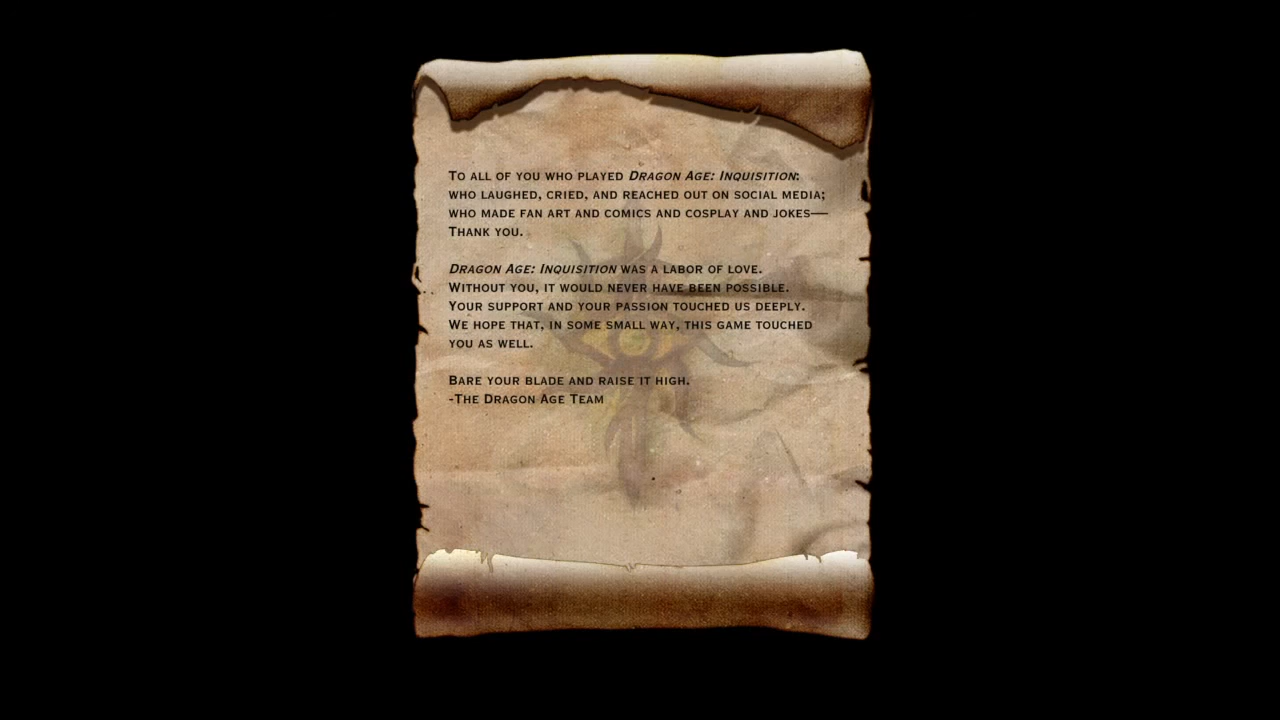 To all of you who played Dragon Age: Inquisition:
who laughed, cried, and reached out on social media;
who made fan art and comics and cosplay and jokes—
Thank you.
Dragon Age: Inquisition was a labor of love.
Without you, it would never have been possible.
Your support and your passion touched us deeply.
We hope that, in some small way, this game touched
you as well.
Bare your blade and raise it high.
-The Dragon Age Team